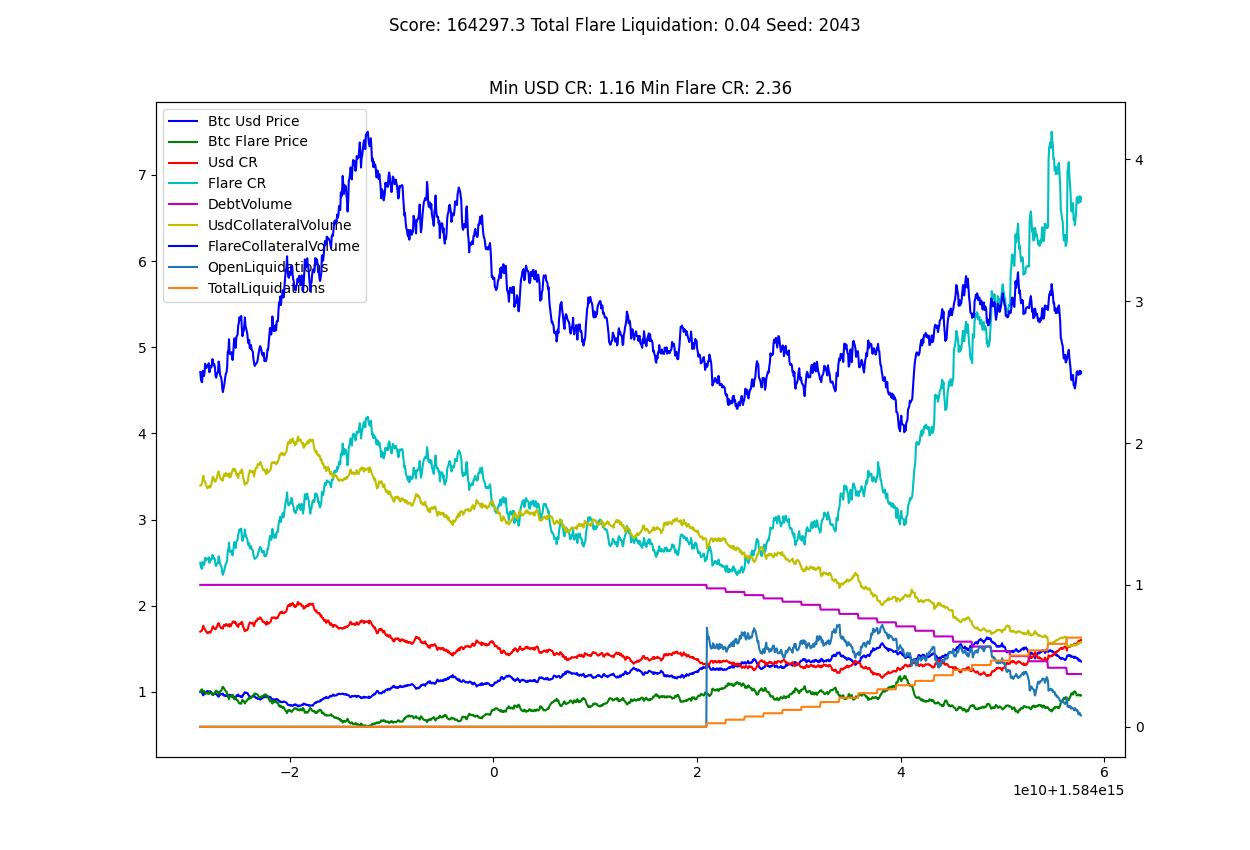 Score: 164297.3 Total Flare Liquidation: 0.04 Seed: 2043
Min USD CR: 1.16 Min Flare CR: 2.36
Btc Usd Price
Btc Flare Price
Usd CR
Flare CR
DebtVolume
UsdCollateralVolume
FlareCollateralVolume
OpenLiquidations
TotalLiquidations
7
6
5
4
3
2
1
4
3
2
1
0
−2
0
2
4
6
1e10+1.584e15